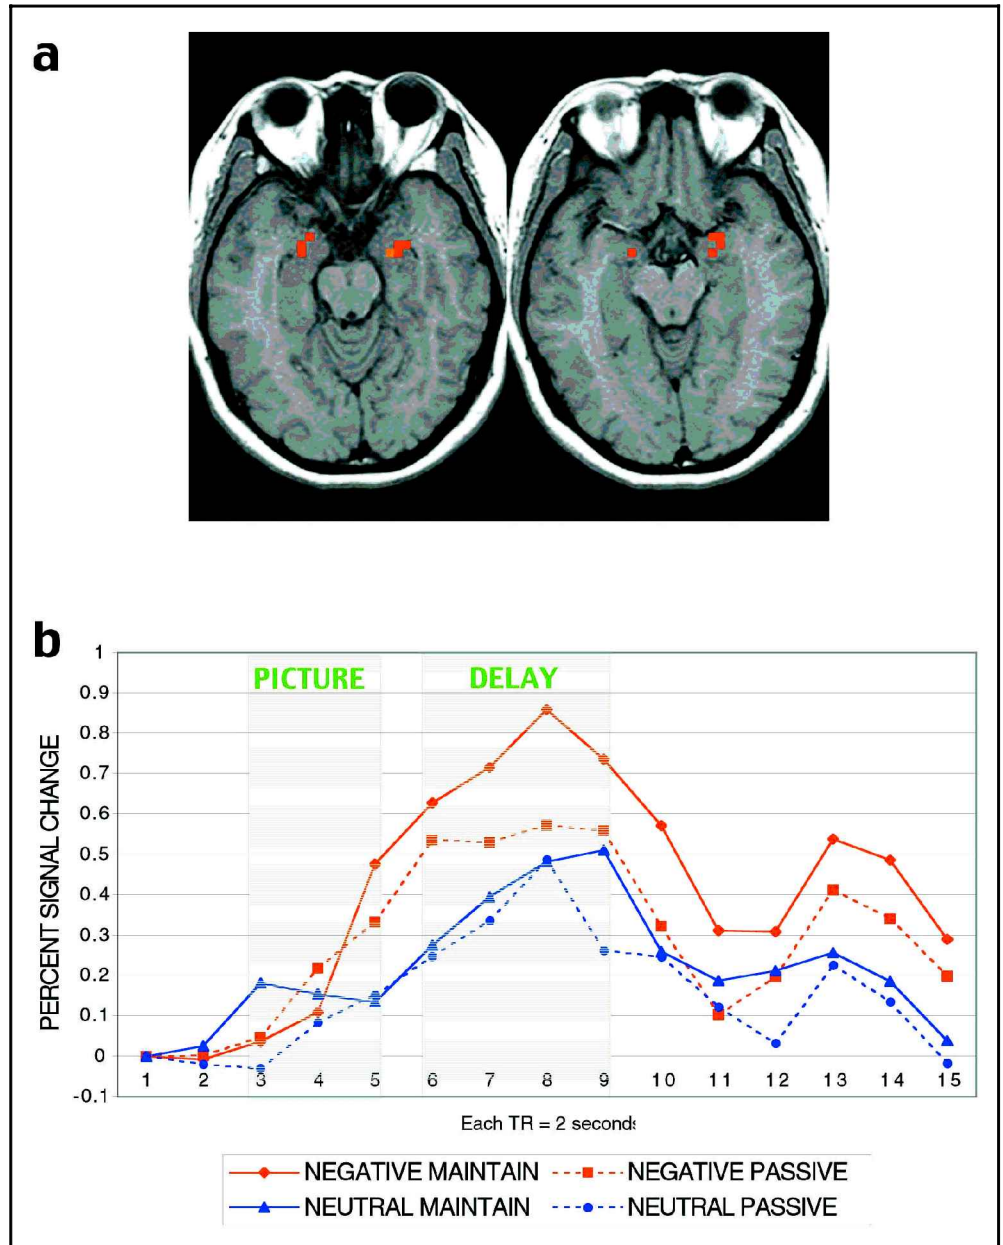 a
b
PICTURE DELAY
PERCENT SIGNAL CHANGE
1
0.9
0.8
0.7
0.6
0.5
0.4
0.3
0.2
0.1
0
-0.1
1 2 3 4 5 6 7 8 9 10 11 12 13 14 15
Each TR = 2 seconds
NEGATIVE MAINTAIN NEGATIVE PASSIVE
NEUTRAL MAINTAIN NEUTRAL PASSIVE